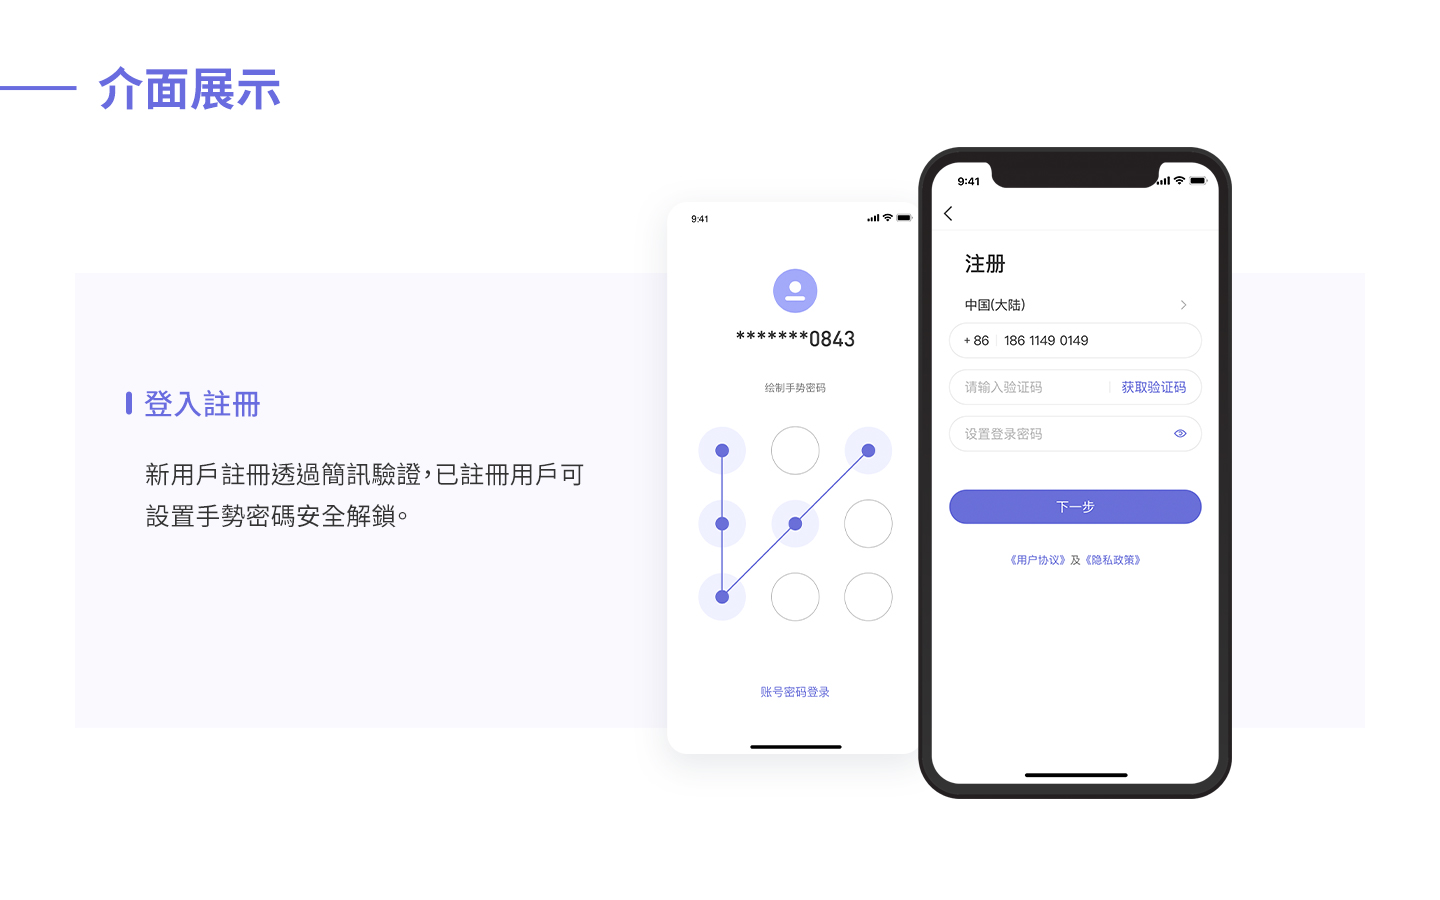 介面展示
登入註冊
新用戶註冊透過簡訊驗證，已註冊用戶可
設置手勢密碼安全解鎖。
9:41
*******0843
绘制手势密码
账号密码登录
9:41
注册
中国(大陆)
+ 86 186 1149 0149
请输入验证码 获取验证码
设置登录密码
下一步
《用户协议》及《隐私政策》